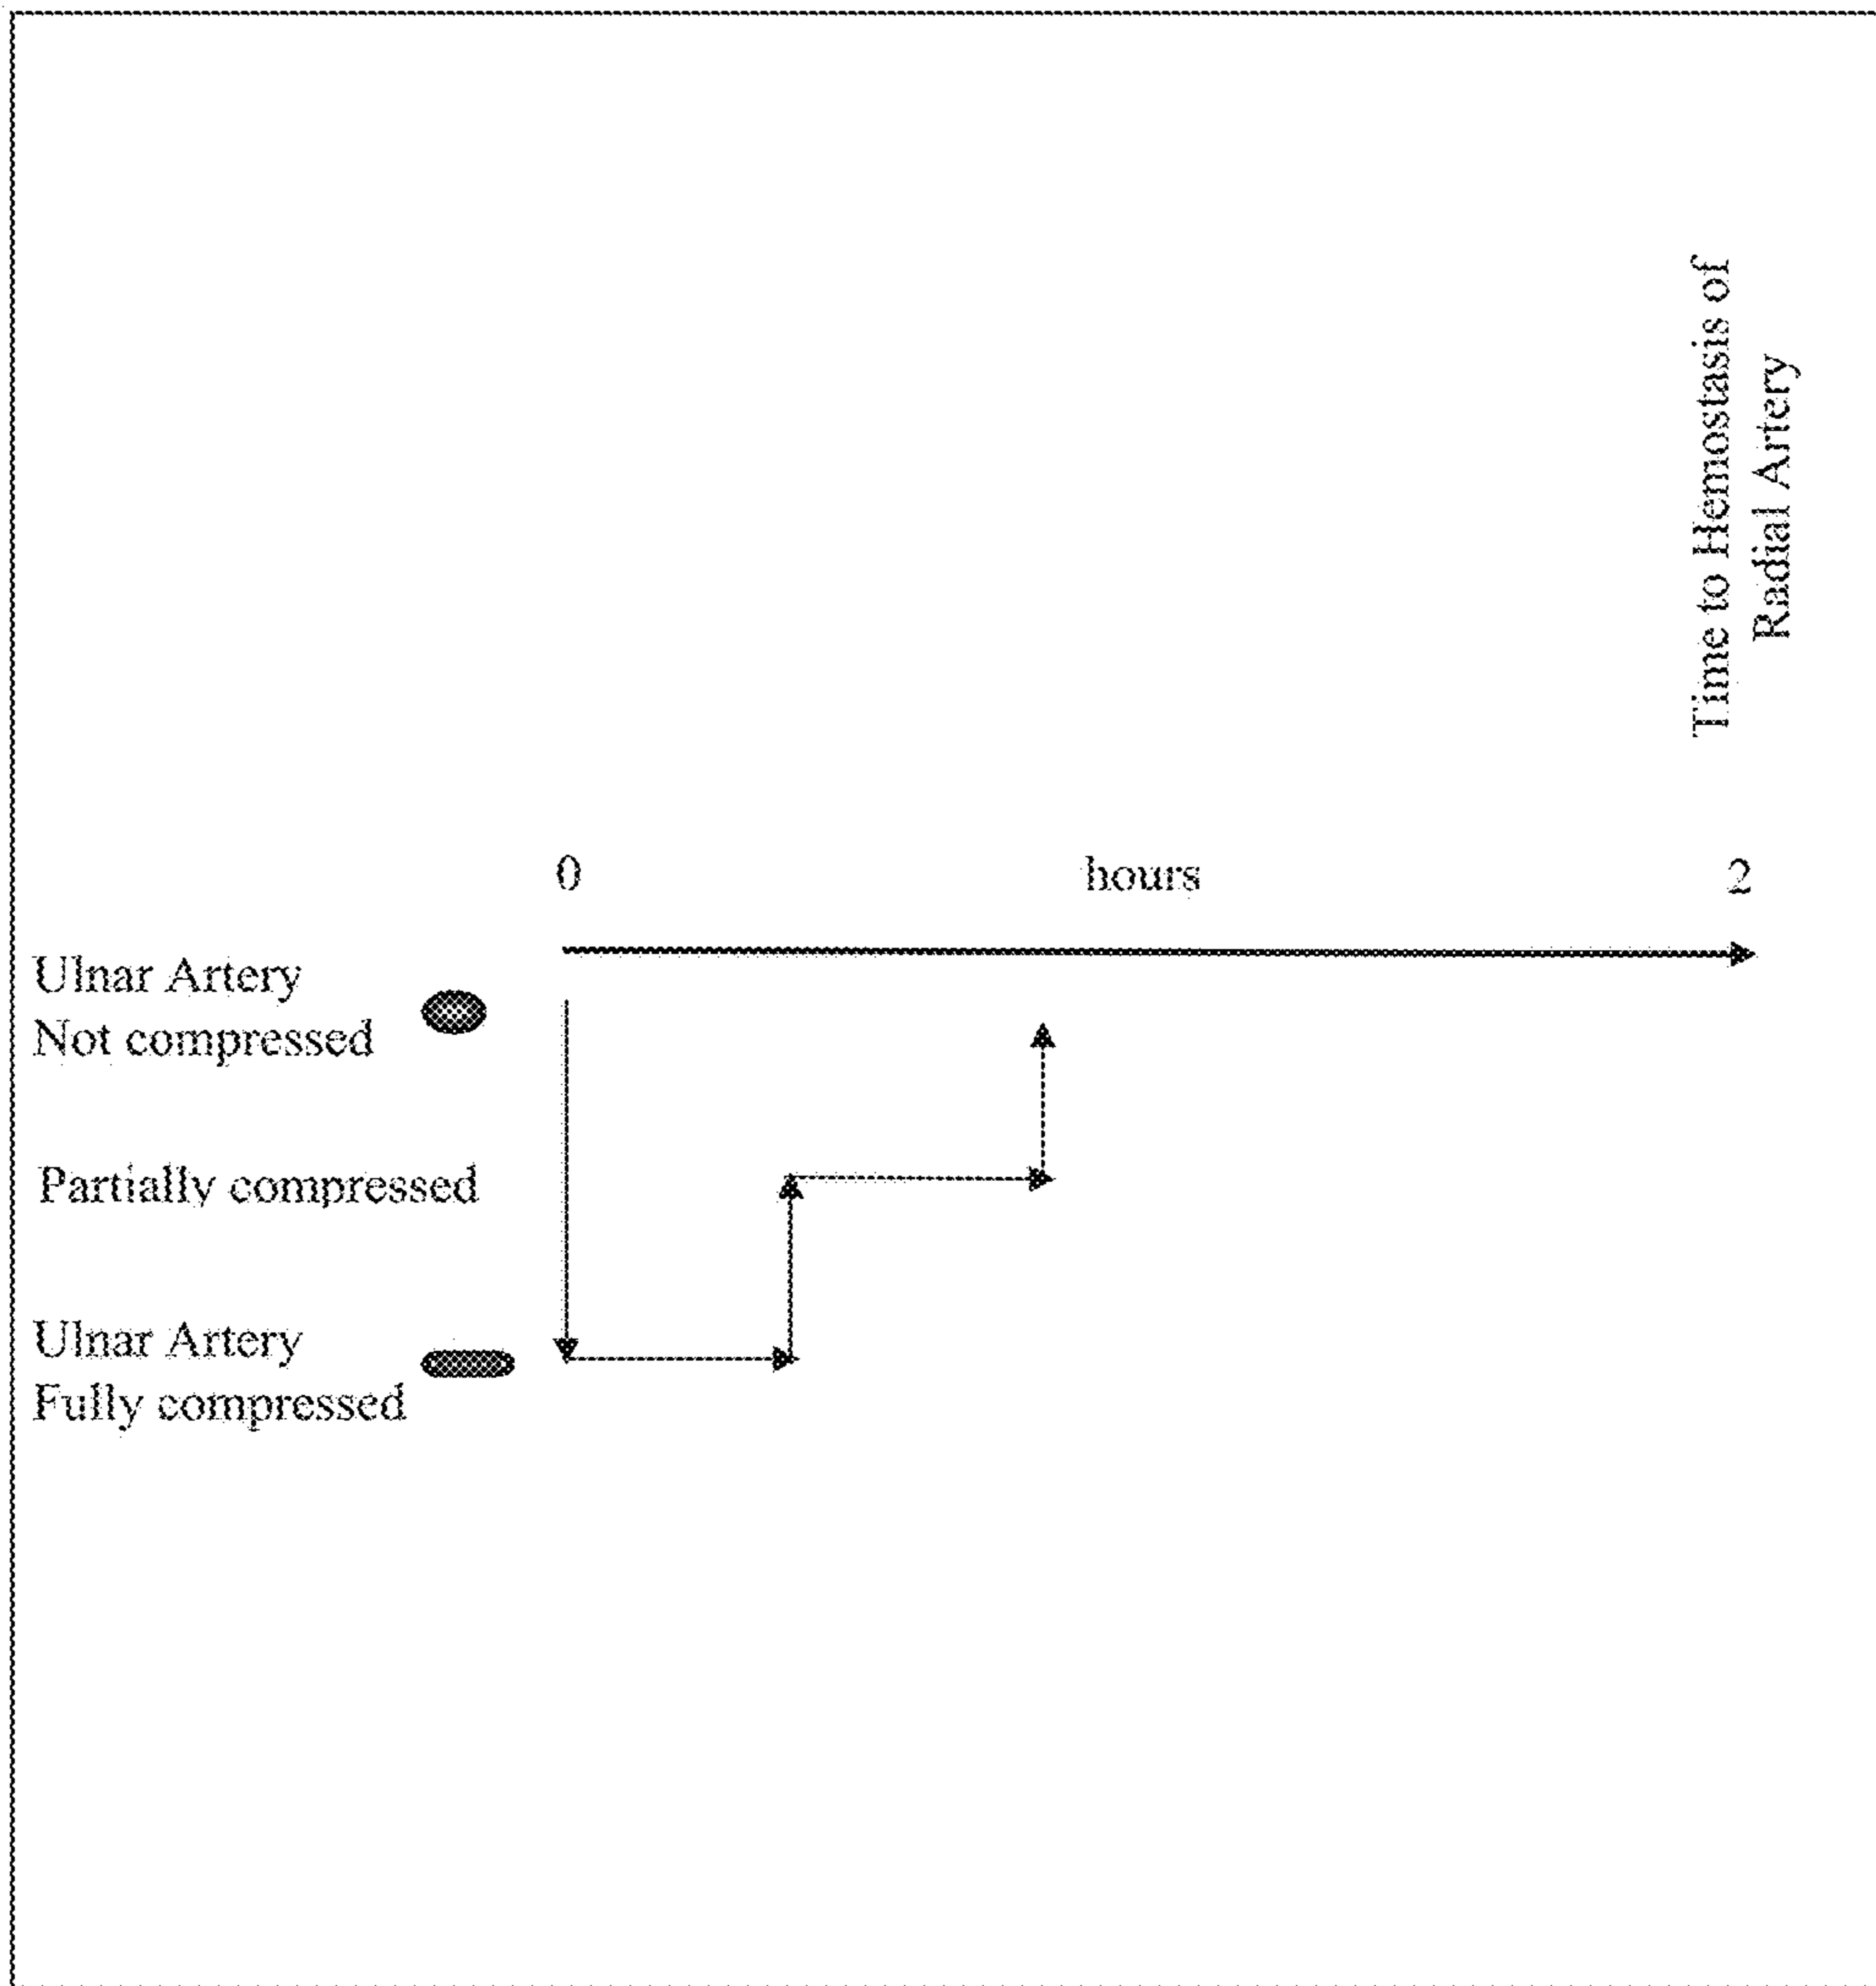 Time to Hemostasis of
Radial Artery
0 hours 2
Ulnar Artery
Not compressed
Partially compressed
Ulnar Artery
Fully compressed